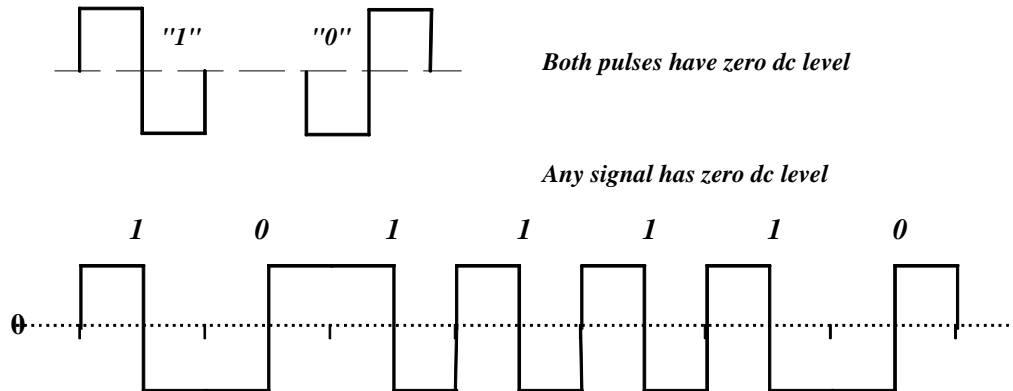 "1" "0"
Both pulses have zero dc level
Any signal has zero dc level
1 0 1 1 1 1 0
0